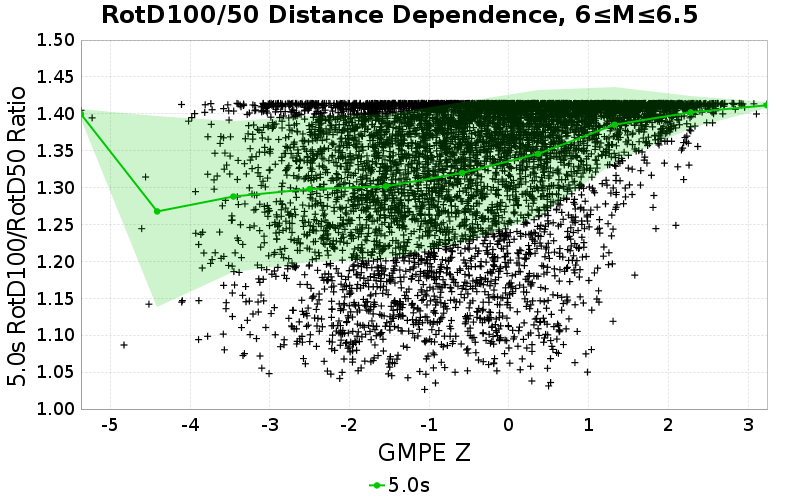 RotD100/50 Distance Dependence, 6≤M≤6.5
5.0s RotD100/RotD50 Ratio
1.50
1.45
1.40
1.35
1.30
1.25
1.20
1.15
1.10
1.05
1.00
-5 -4 -3 -2 -1 0 1 2 3
GMPE Z
5.0s